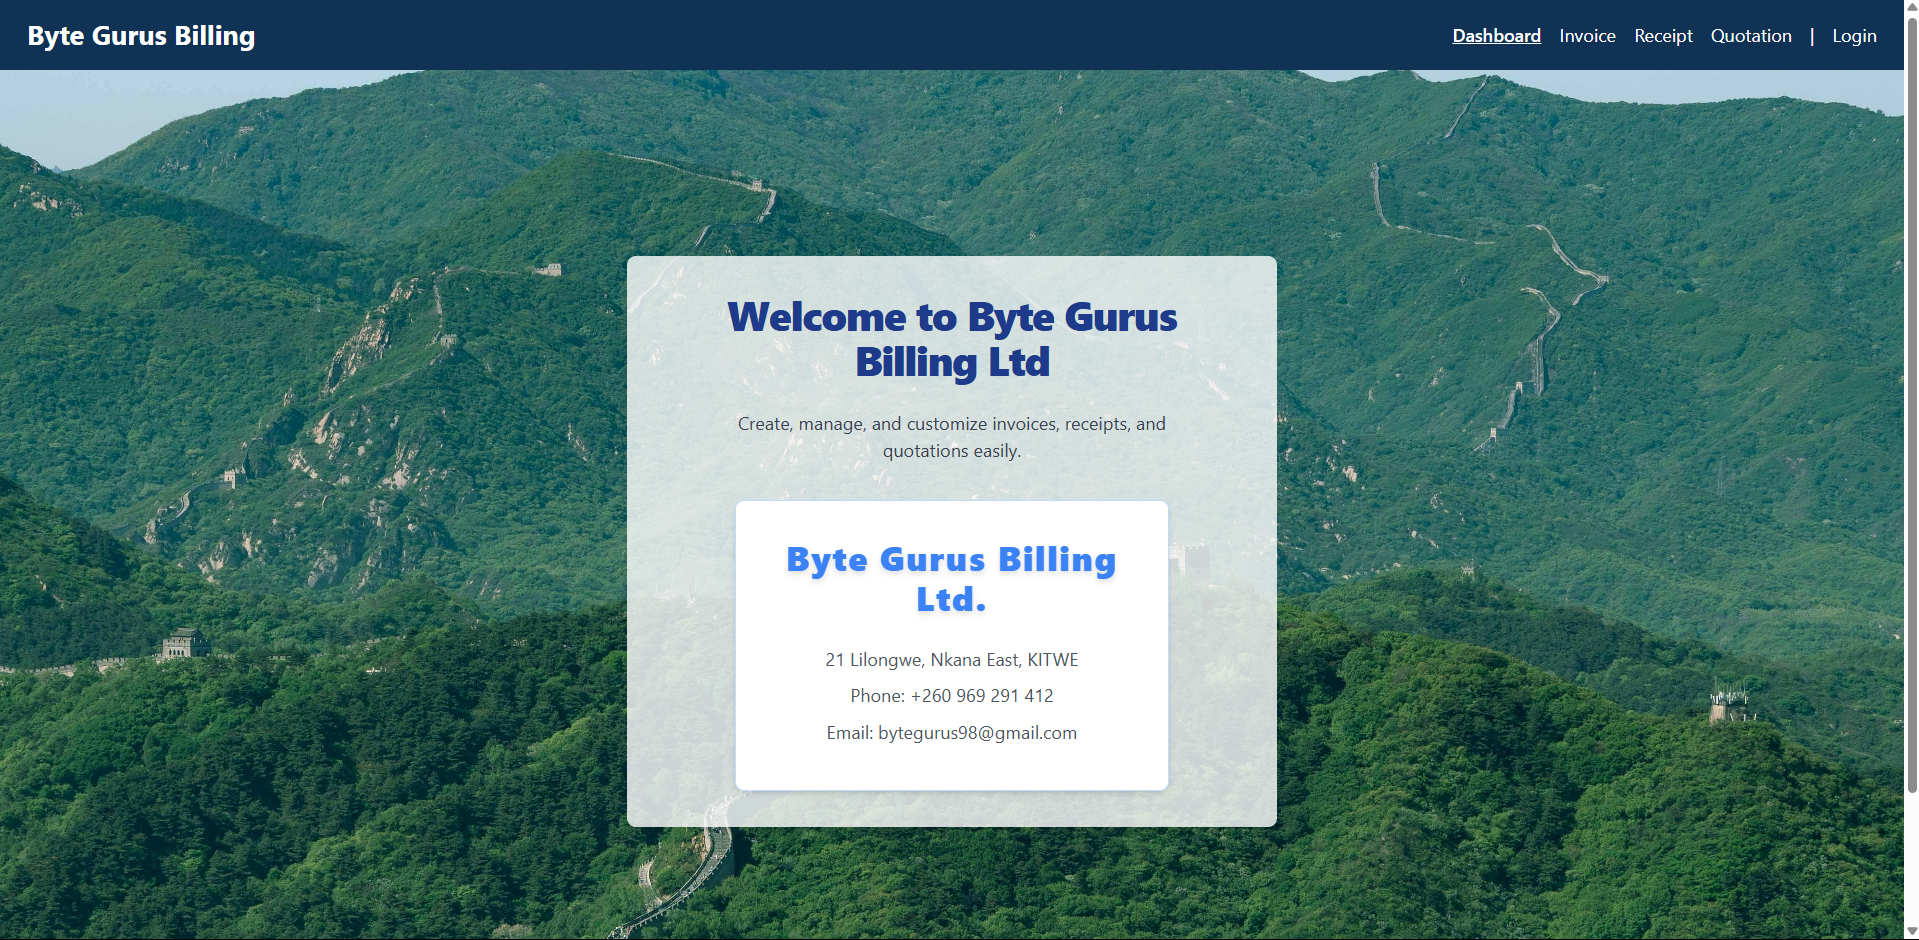 Byte Gurus Billing
Dashboard Invoice Receipt Quotation | Login
Welcome to Byte Gurus
Billing Ltd
Create, manage, and customize invoices, receipts, and
quotations easily.
Byte Gurus Billing
Ltd.
21 Lilongwe, Nkana East, KITWE
Phone: +260 969 291 412
Email: bytegurus98@gmail.com